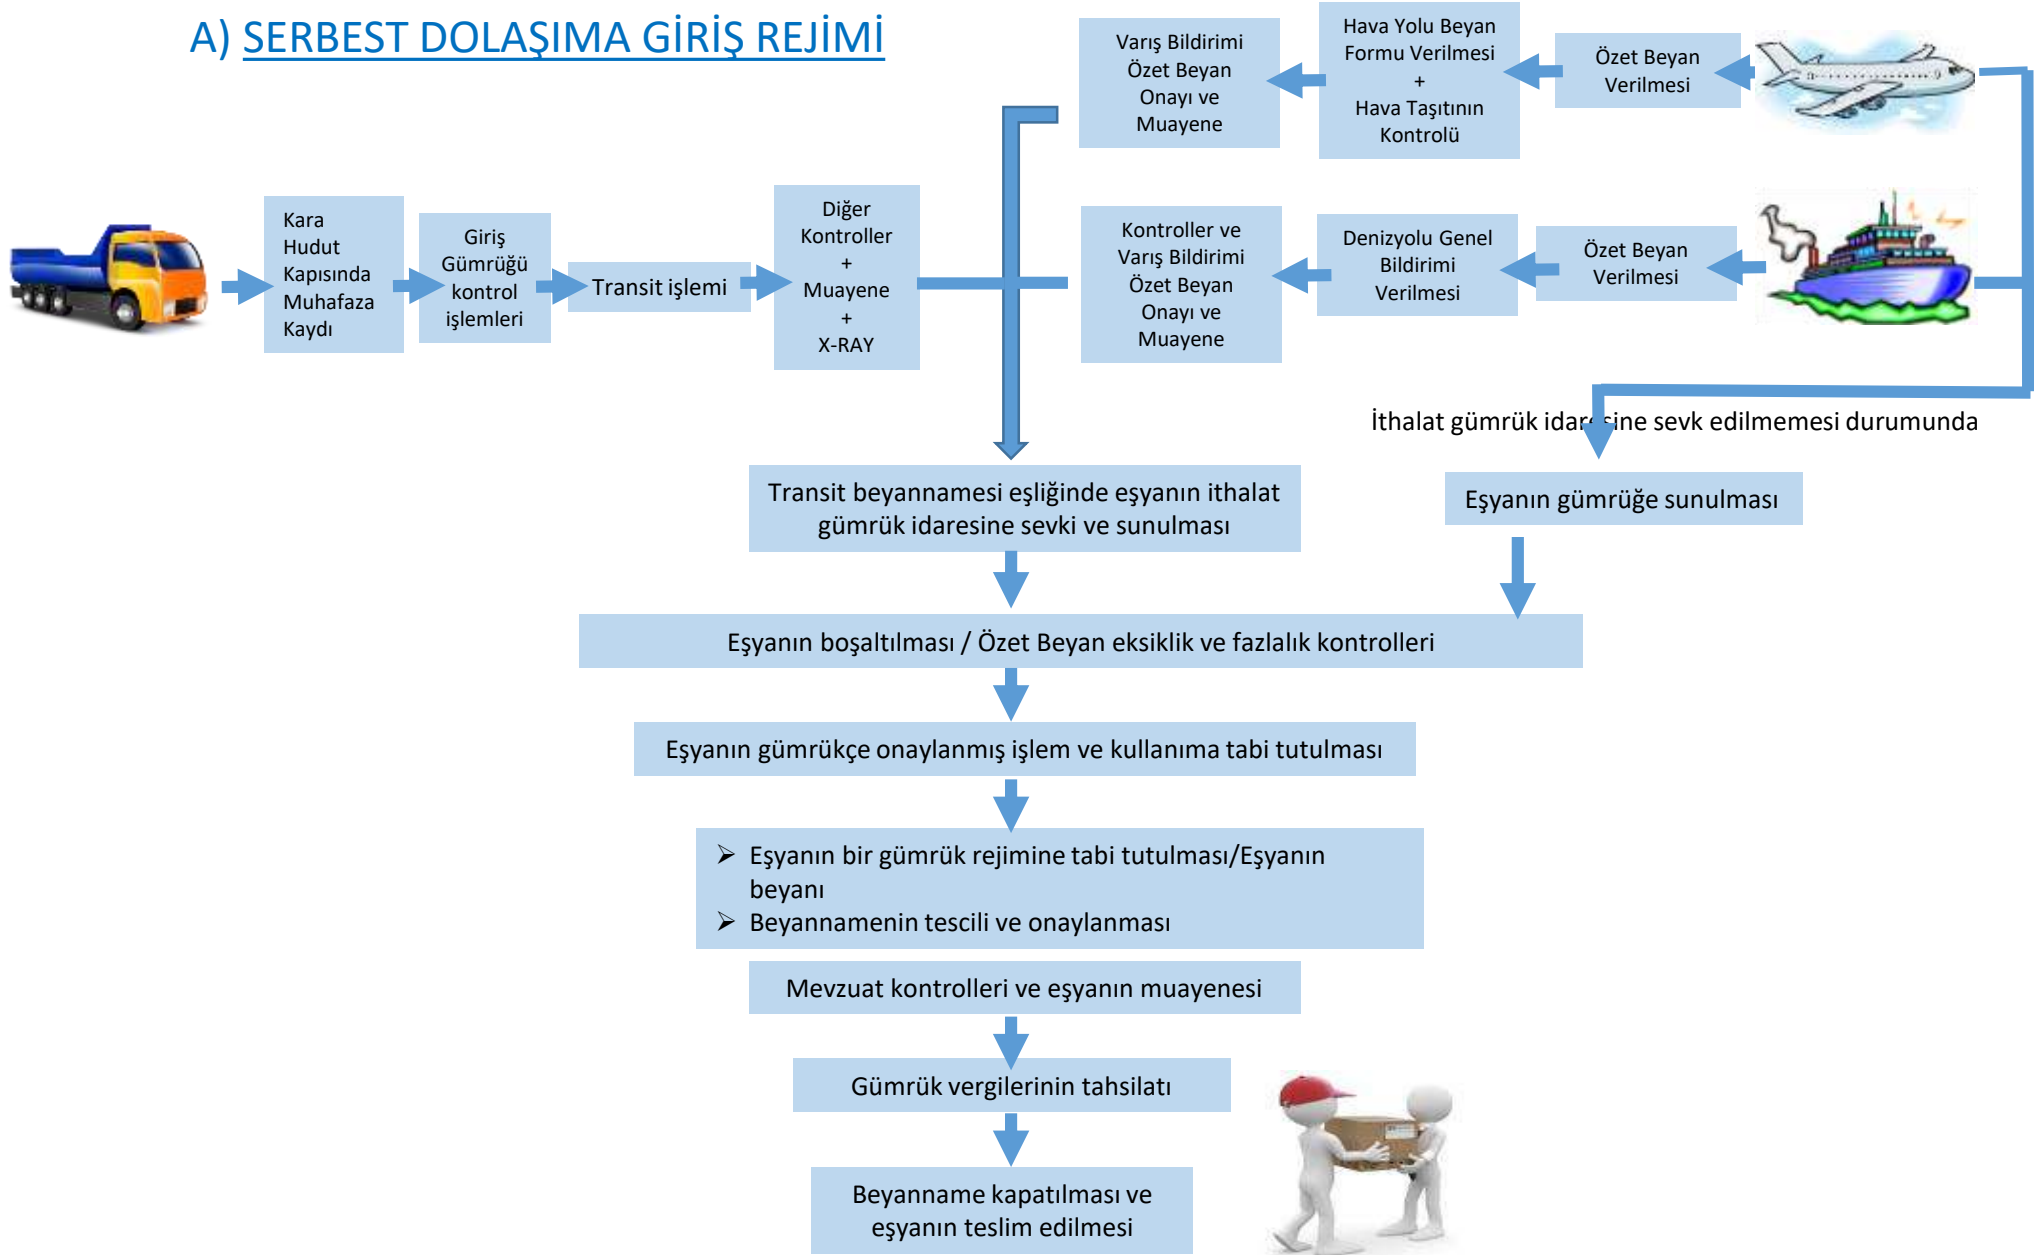 A) SERBEST DOLAŞIMA GİRİŞ REJİMİ
Varış Bildirimi
Özet Beyan
Onayı ve
Muayene
Hava Yolu Beyan
Formu Verilmesi
+
Hava Taşıtının
Kontrolü
Özet Beyan
Verilmesi
Kara
Hudut
Kapısında
Muhafaza
Kaydı
Giriş
Gümrüğü
kontrol
işlemleri
Transit işlemi
Diğer
Kontroller
+
Muayene
+
X-RAY
Kontroller ve
Varış Bildirimi
Özet Beyan
Onayı ve
Muayene
Denizyolu Genel
Bildirimi
Verilmesi
Özet Beyan
Verilmesi
İthalat gümrük idaresine sevk edilmemesi durumunda
Transit beyannamesi eşliğinde eşyanın ithalat
gümrük idaresine sevki ve sunulması
Eşyanın gümrüğe sunulması
Eşyanın boşaltılması / Özet Beyan eksiklik ve fazlalık kontrolleri
Eşyanın gümrükçe onaylanmış işlem ve kullanıma tabi tutulması
➢ Eşyanın bir gümrük rejimine tabi tutulması/Eşyanın
beyanı
➢ Beyannamenin tescili ve onaylanması
Mevzuat kontrolleri ve eşyanın muayenesi
Gümrük vergilerinin tahsilatı
Beyanname kapatılması ve
eşyanın teslim edilmesi